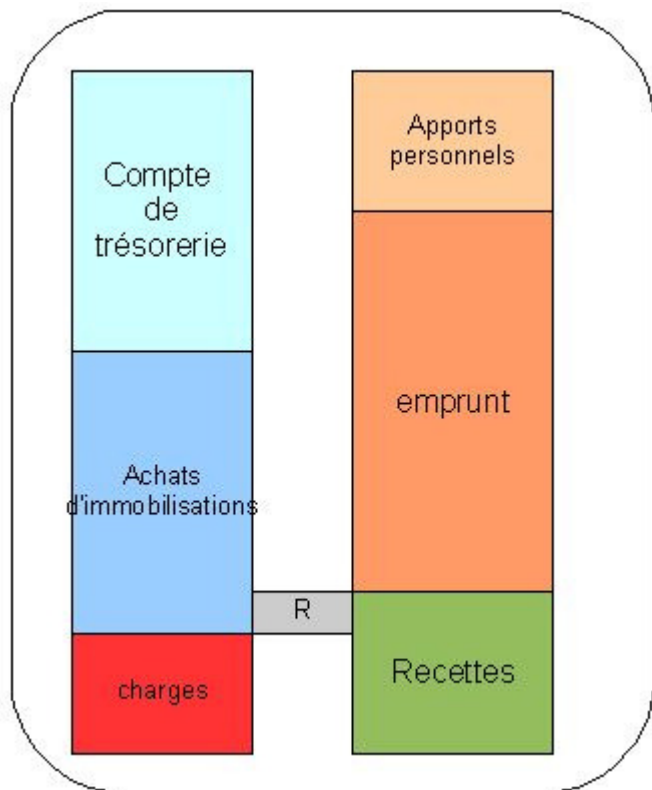 Compte
de
trésorerie
Achats
d'immobilisations
charges
R
Apports
personnels
emprunt
Recettes